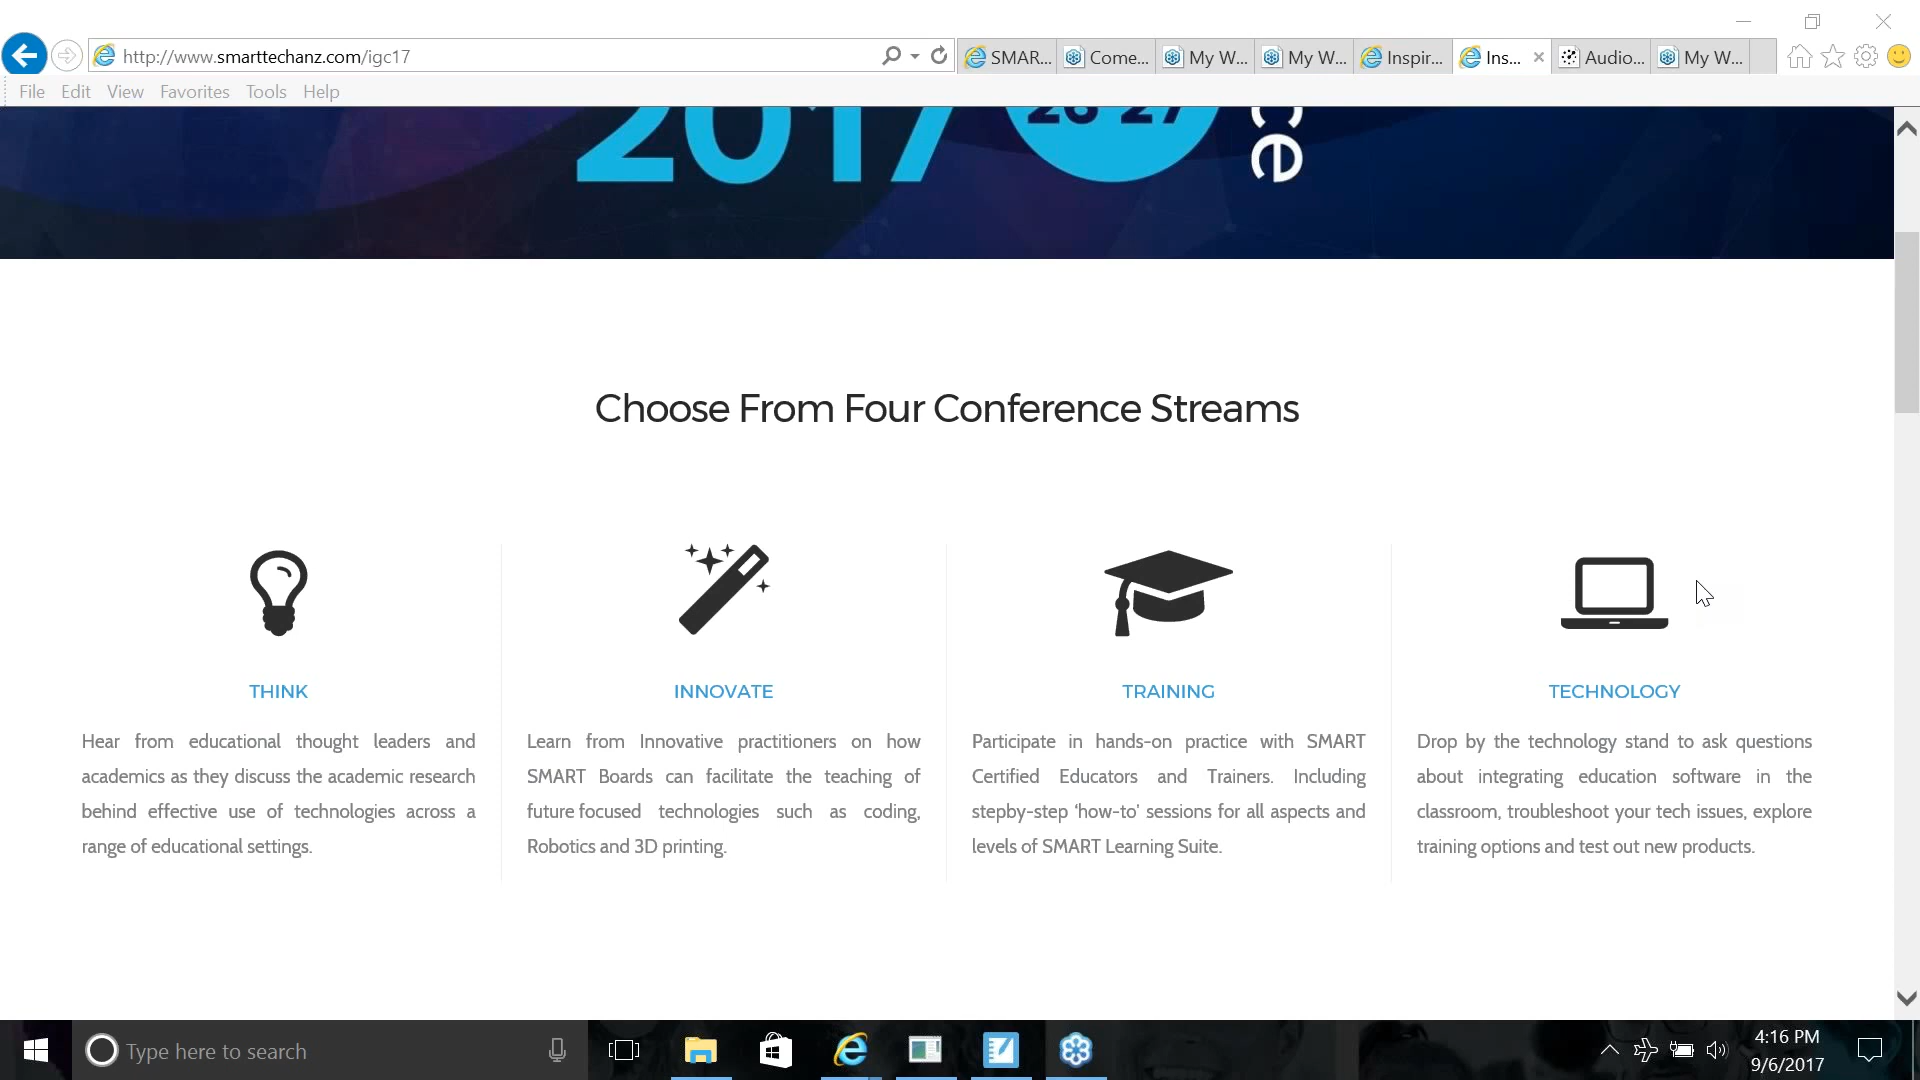 http://www.smarttechanz.com/igc17
SMAR...
Come...
My W...
My W...
Inspir...
Ins...
Audio...
My W...
File Edit View Favorites Tools Help
2017
26 27
ce
Choose From Four Conference Streams
THINK
Hear from educational thought leaders and
academics as they discuss the academic research
behind effective use of technologies across a
range of educational settings.
INNOVATE
Learn from Innovative practitioners on how
SMART Boards can facilitate the teaching of
future focused technologies such as coding,
Robotics and 3D printing.
TRAINING
Participate in hands-on practice with SMART
Certified Educators and Trainers. Including
stepby-step ‘how-to’ sessions for all aspects and
levels of SMART Learning Suite.
TECHNOLOGY
Drop by the technology stand to ask questions
about integrating education software in the
classroom, troubleshoot your tech issues, explore
training options and test out new products.
Type here to search
4:16 PM
9/6/2017